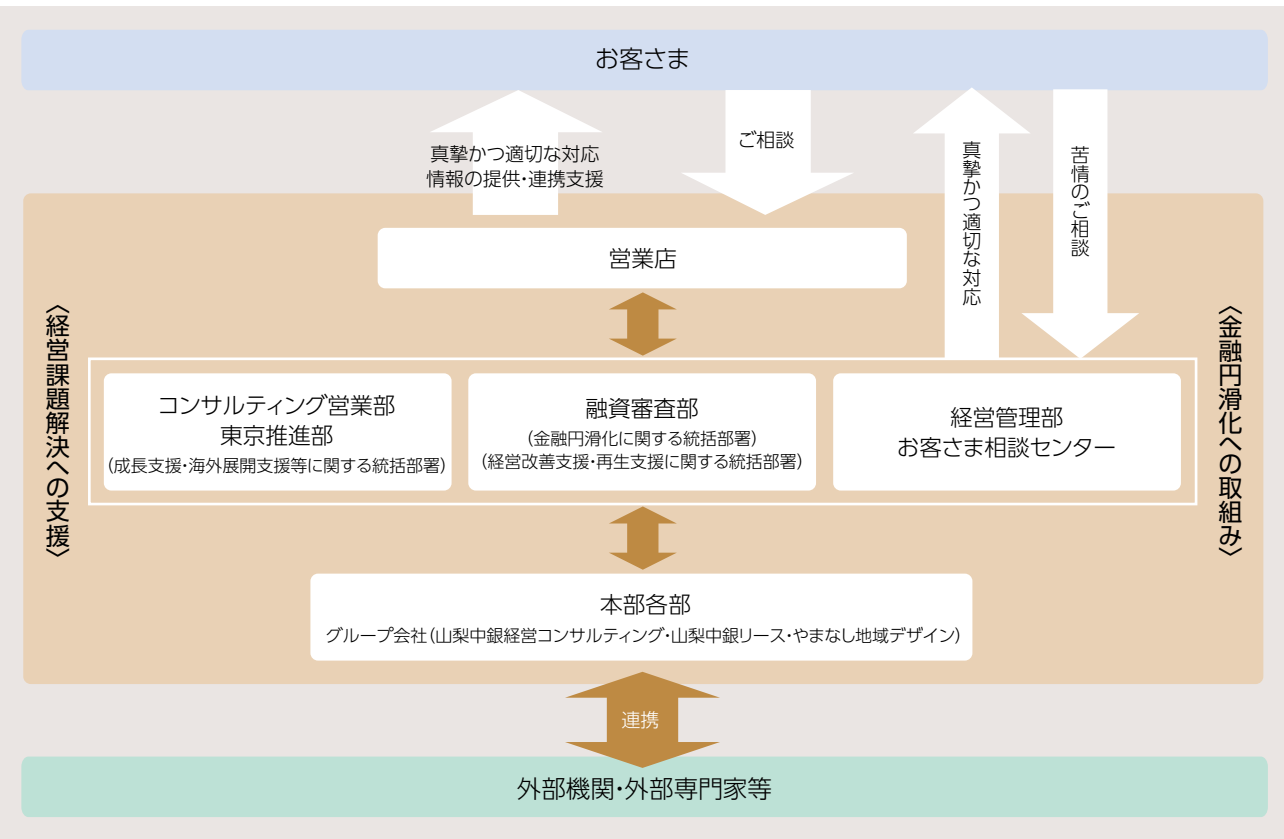 お客さま
真摯かつ適切な対応
情報の提供・連携支援
ご相談
真摯かつ適切な対応
苦情のご相談
営業店
〈経営課題解決への支援〉
〈金融円滑化への取組み〉
コンサルティング営業部
東京推進部
(成長支援・海外展開支援等に関する統括部署)
融資審査部
(金融円滑化に関する統括部署)
(経営改善支援・再生支援に関する統括部署)
経営管理部
お客さま相談センター
本部各部
グループ会社(山梨中銀経営コンサルティング・山梨中銀リース・やまなし地域デザイン)
連携
外部機関・外部専門家等